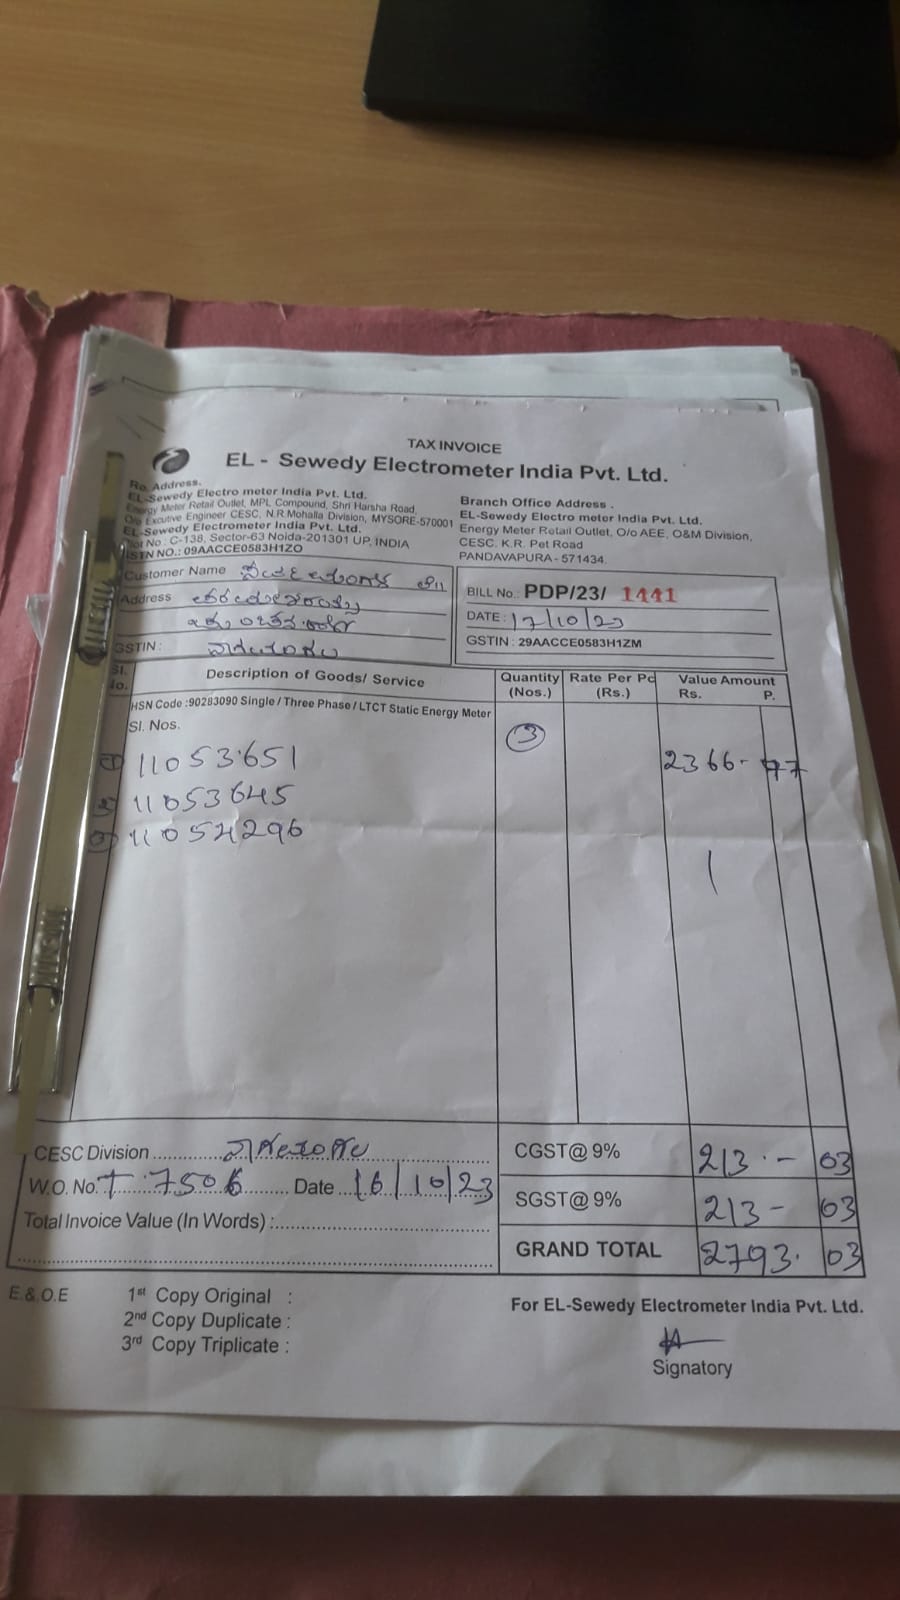 TAX INVOICE
EL - Sewedy Electrometer India Pvt. Ltd.
Ro. Address.
EL-Sewedy Electro meter India Pvt. Ltd.
Energy Meter Retail Outlet, MPL Compound, Shri Harsha Road,
O/o Excutive Engineer CESC, N.R.Mohalla Division, MYSORE-570001
EL-Sewedy Electrometer India Pvt. Ltd.
Plot No.: C-138, Sector-63 Noida-201301 UP, INDIA
GSTN NO.: 09AACCE0583H1ZO
Branch Office Address .
EL-Sewedy Electro meter India Pvt. Ltd.
Energy Meter Retail Outlet, O/o AEE, O&M Division,
CESC. K.R. Pet Road
PANDAVAPURA - 571434.
Customer Name
Address
GSTIN : ನಾಗಮಂಗಲ
BILL No.: PDP/23/ 1441
DATE : 17/10/23
GSTIN : 29AACCE0583H1ZM
Sl. No. Description of Goods/ Service Quantity (Nos.) Rate Per Pc (Rs.) Value Amount Rs. P.
HSN Code :90283090 Single / Three Phase / LTCT Static Energy Meter
Sl. Nos.
11053651 3 2366- 77
11053645
11054296
CESC Division �ನಾಗಮಂಗಲ
W.O. No. T 7506 Date 16/10/23
Total Invoice Value (In Words) :
CGST@ 9% 213 - 03
SGST@ 9% 213 - 03
GRAND TOTAL 2793. 03
E.&.O.E
1st Copy Original :
2nd Copy Duplicate :
3rd Copy Triplicate :
For EL-Sewedy Electrometer India Pvt. Ltd.
Signatory